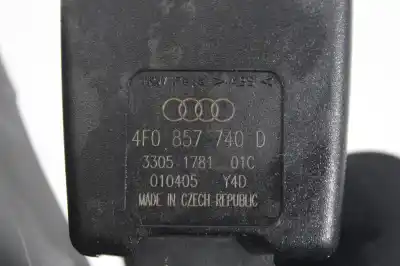 4F0 857 740 D
3305 1781 01C
010405 Y4D
MADE IN CZECH REPUBLIC